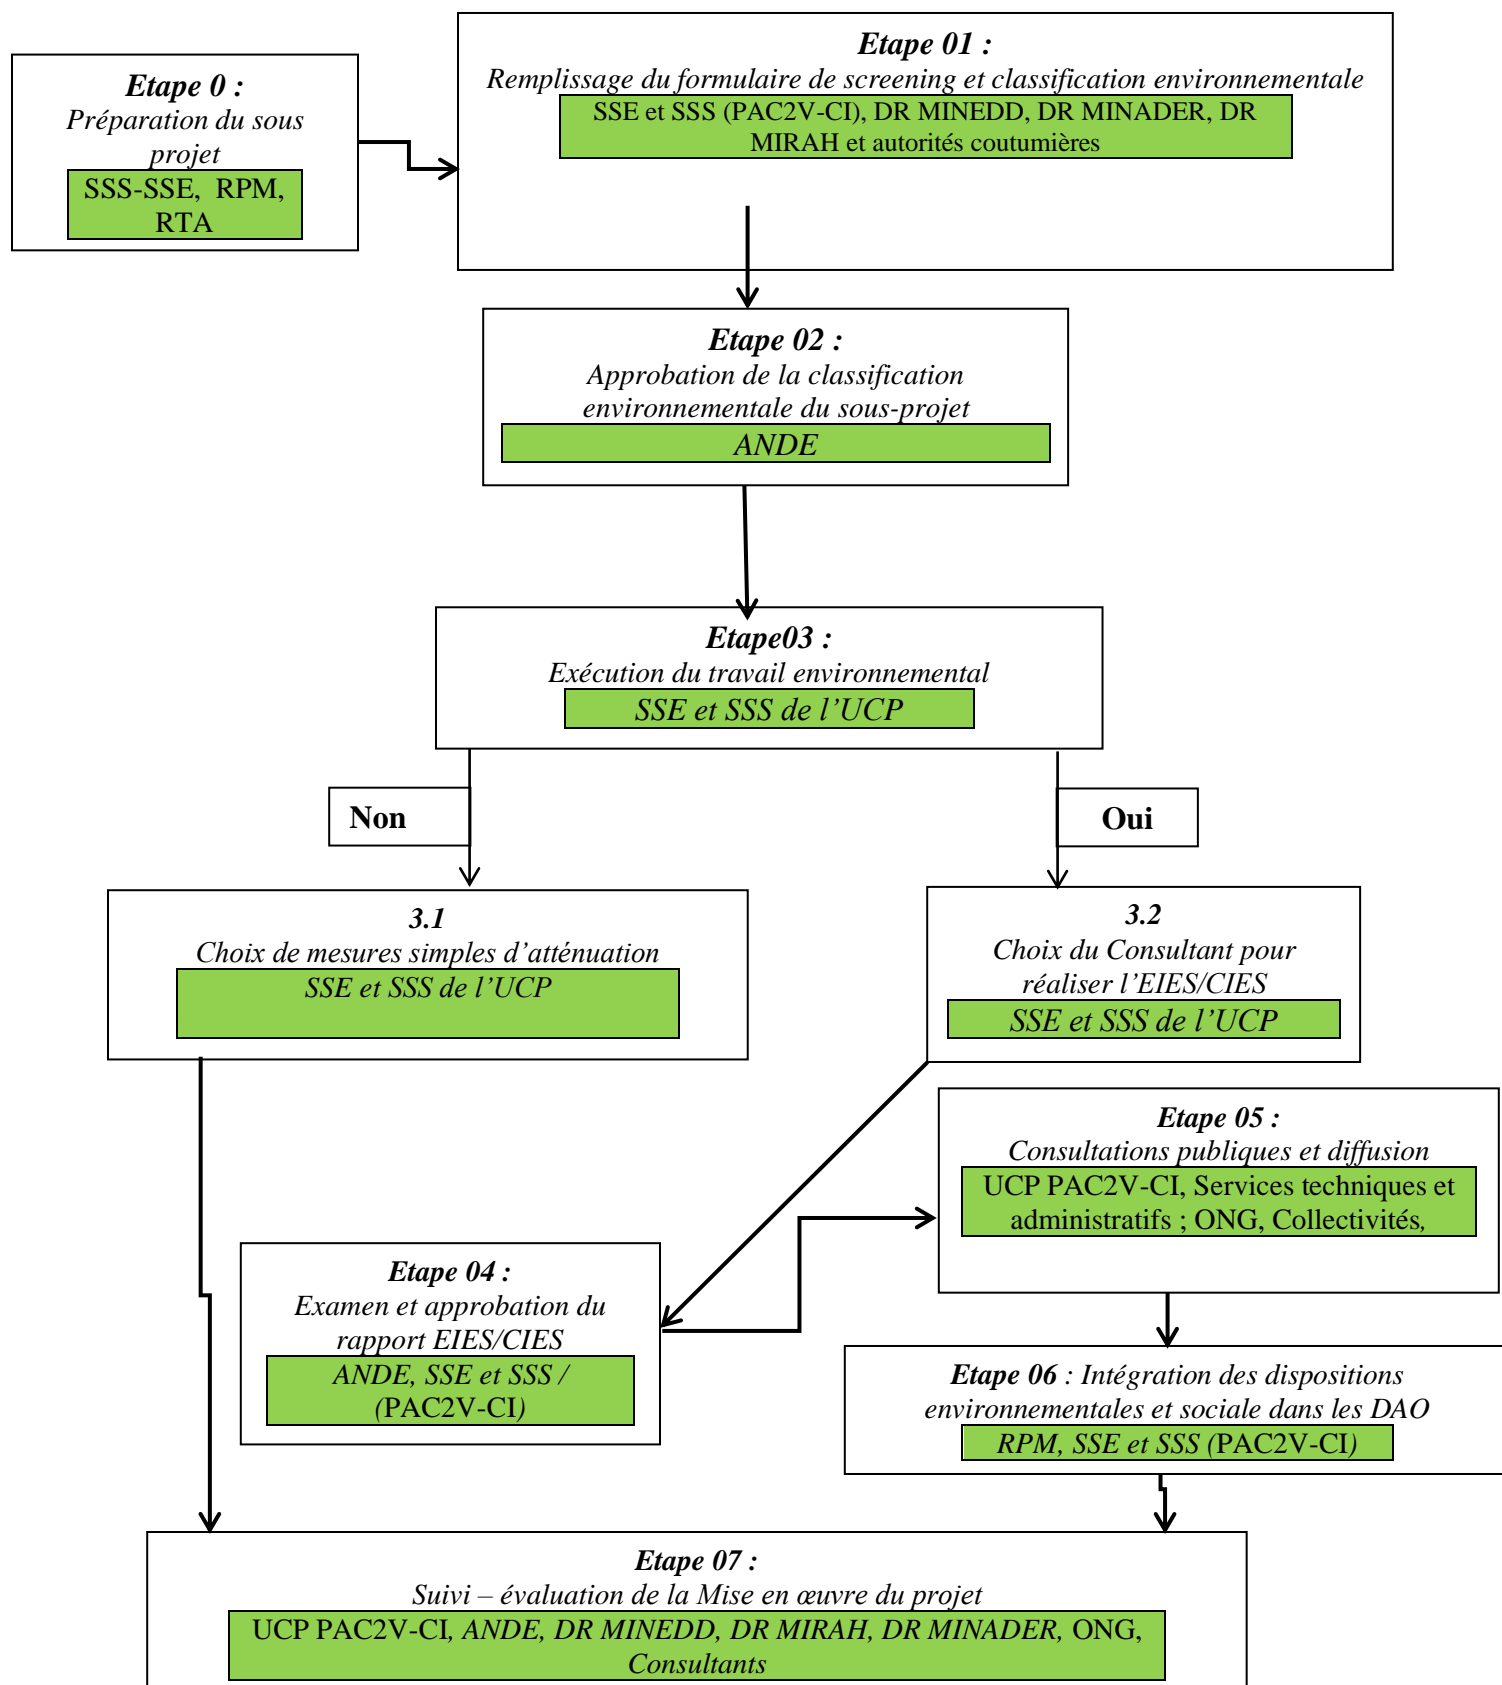 Etape 0 :
Préparation du sous
projet
SSS-SSE, RPM,
RTA
Etape 01 :
Remplissage du formulaire de screening et classification environnementale
SSE et SSS (PAC2V-CI), DR MINEDD, DR MINADER, DR
MIRAH et autorités coutumières
Etape 02 :
Approbation de la classification
environnementale du sous-projet
ANDE
Etape03 :
Exécution du travail environnemental
SSE et SSS de l’UCP
Non
Oui
3.1
Choix de mesures simples d’atténuation
SSE et SSS de l’UCP
3.2
Choix du Consultant pour
réaliser l’EIES/CIES
SSE et SSS de l’UCP
Etape 04 :
Examen et approbation du
rapport EIES/CIES
ANDE, SSE et SSS /
(PAC2V-CI)
Etape 05 :
Consultations publiques et diffusion
UCP PAC2V-CI, Services techniques et
administratifs ; ONG, Collectivités,
Etape 06 : Intégration des dispositions
environnementales et sociale dans les DAO
RPM, SSE et SSS (PAC2V-CI)
Etape 07 :
Suivi – évaluation de la Mise en œuvre du projet
UCP PAC2V-CI, ANDE, DR MINEDD, DR MIRAH, DR MINADER, ONG,
Consultants